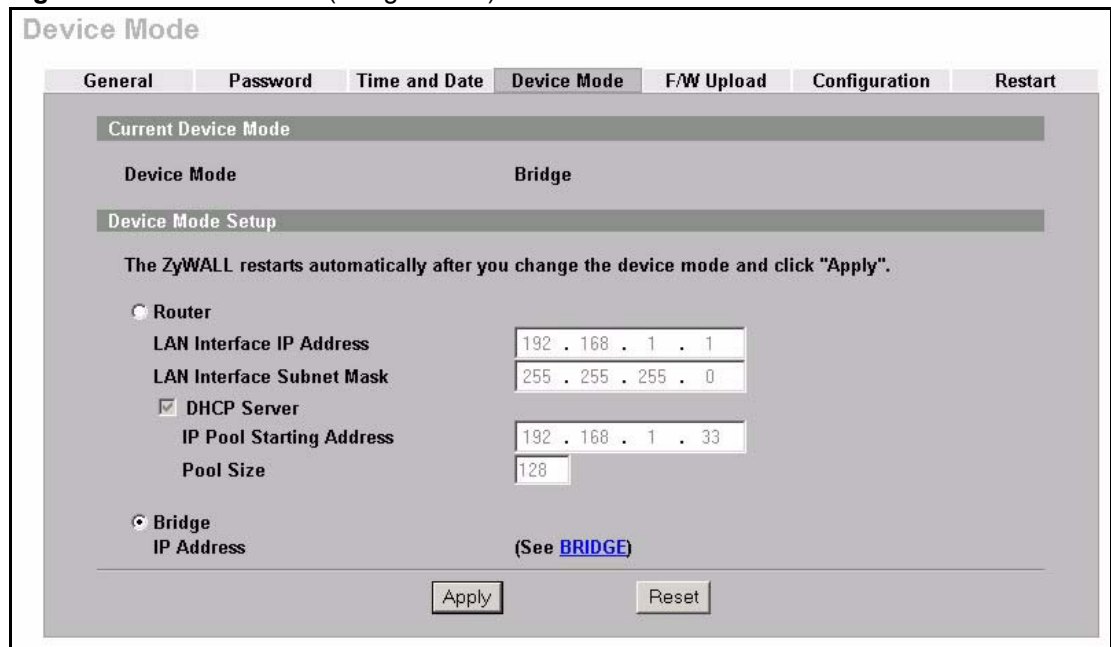 Device Mode
General Password Time and Date Device Mode F/W Upload Configuration Restart
Current Device Mode
Device Mode Bridge
Device Mode Setup
The ZyWALL restarts automatically after you change the device mode and click "Apply".
Router
LAN Interface IP Address 192 . 168 . 1 . 1
LAN Interface Subnet Mask 255 . 255 . 255 . 0
DHCP Server
IP Pool Starting Address 192 . 168 . 1 . 33
Pool Size 128
Bridge
IP Address (See BRIDGE)
Apply Reset